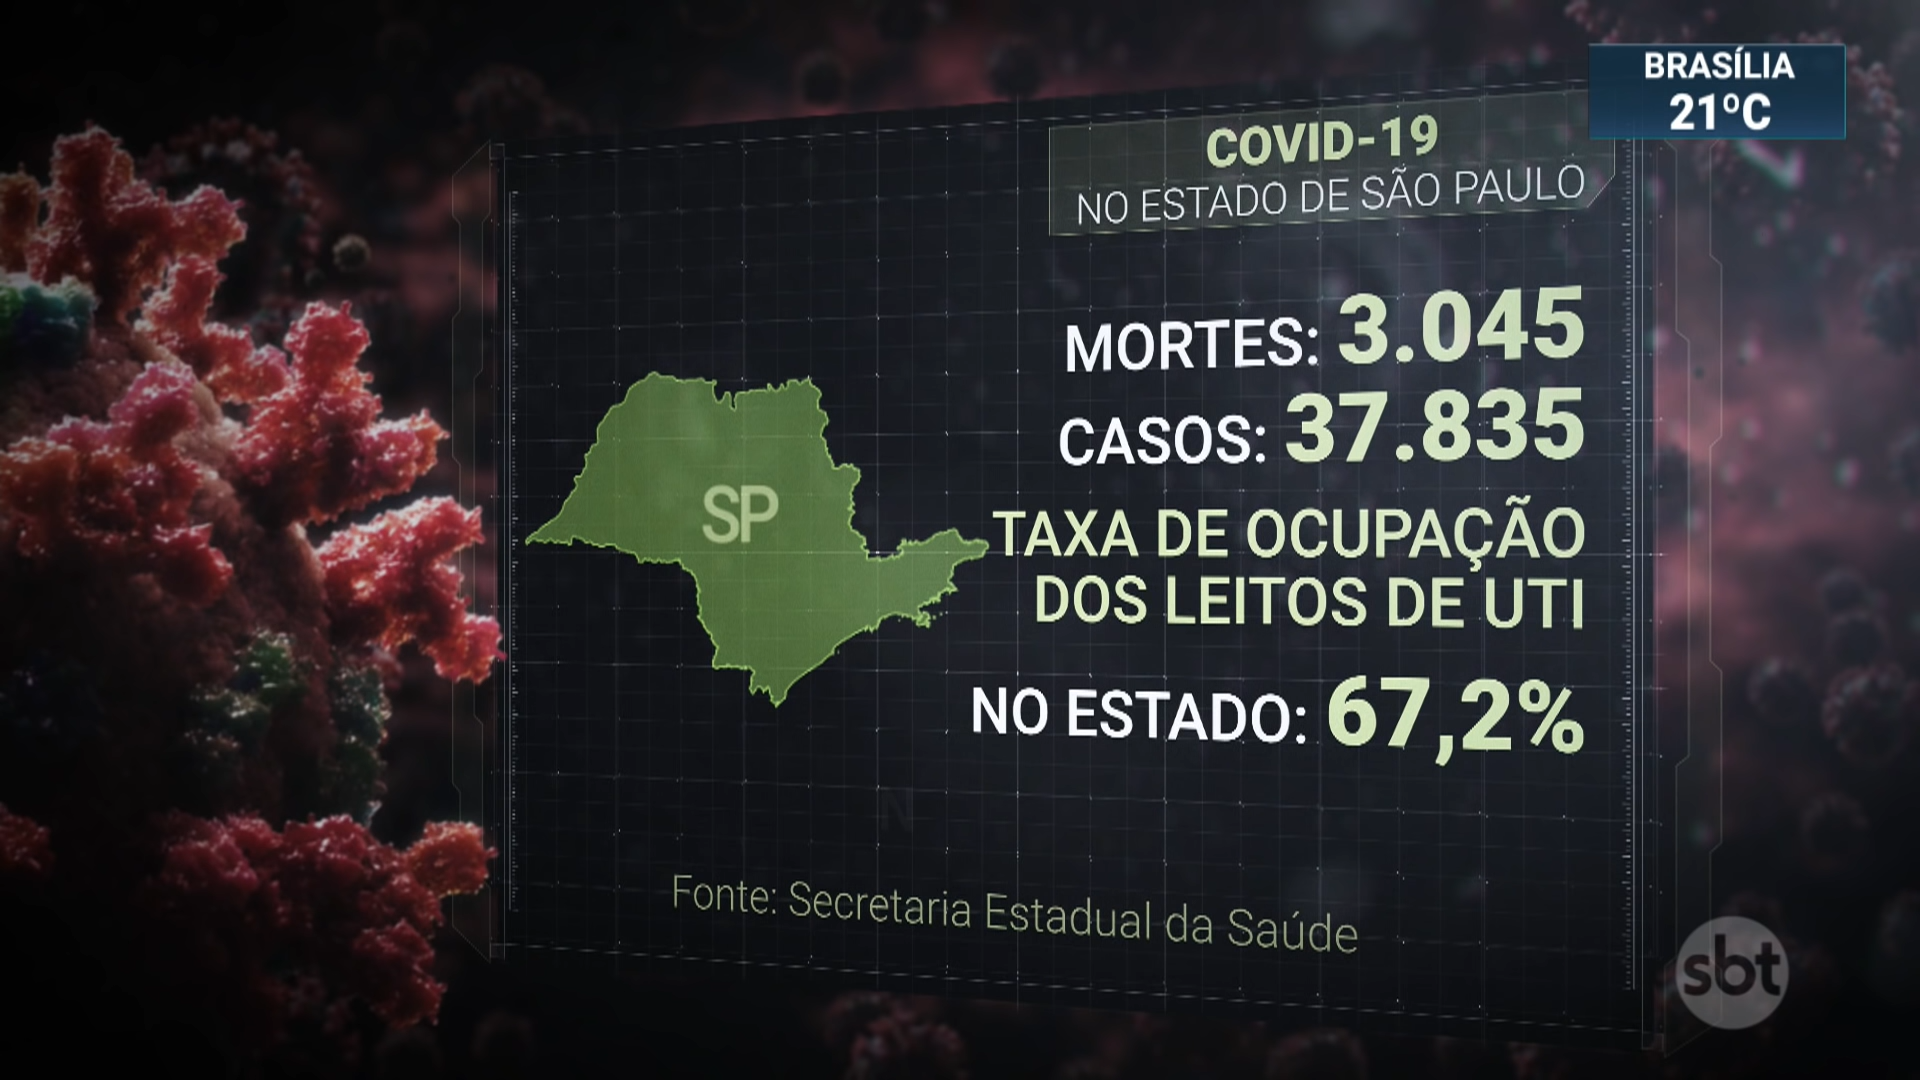 BRASÍLIA
21ºC
COVID-19
NO ESTADO DE SÃO PAULO
MORTES: 3.045
CASOS: 37.835
SP
TAXA DE OCUPAÇÃO
DOS LEITOS DE UTI
NO ESTADO: 67,2%
N
Fonte: Secretaria Estadual da Saúde
sbt